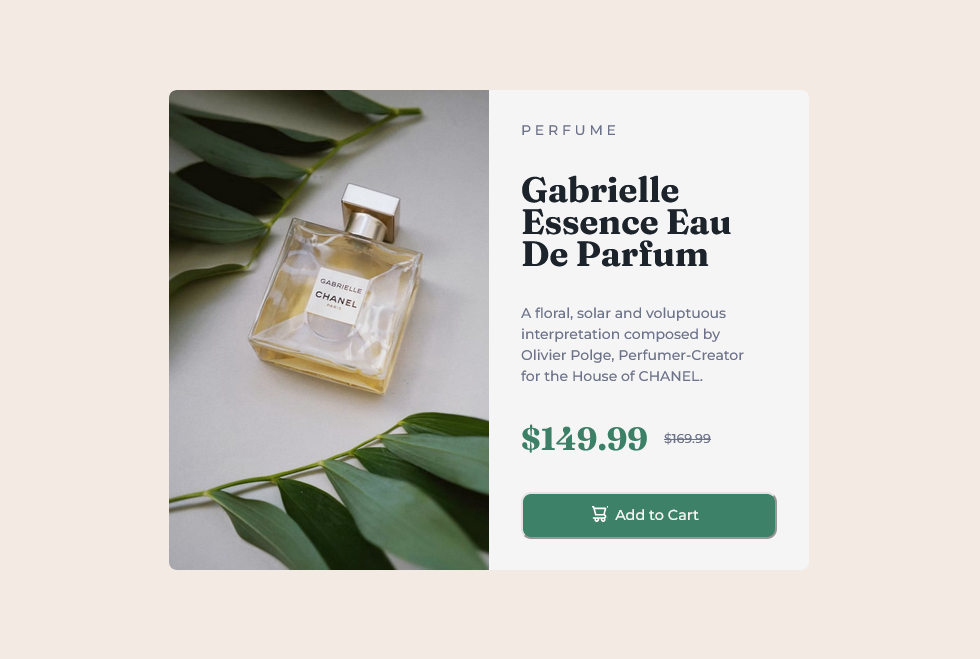 GABRIELLE
CHANEL
PARIS
PERFUME
Gabrielle
Essence Eau
De Parfum
A floral, solar and voluptuous
interpretation composed by
Olivier Polge, Perfumer-Creator
for the House of CHANEL.
$149.99 $169.99
Add to Cart